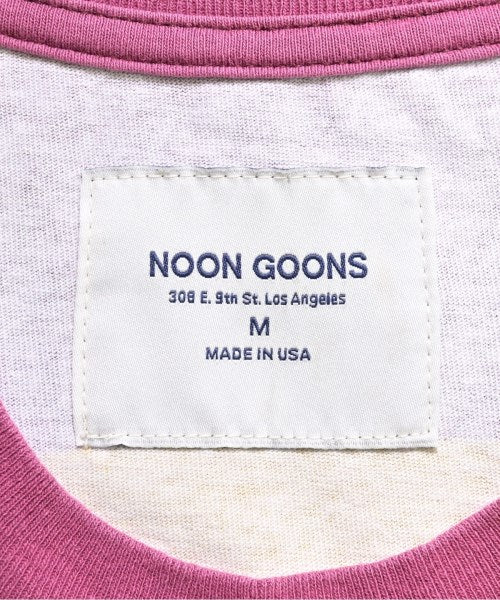 NOON GOONS
308 E. 9th St. Los Angeles
M
MADE IN USA